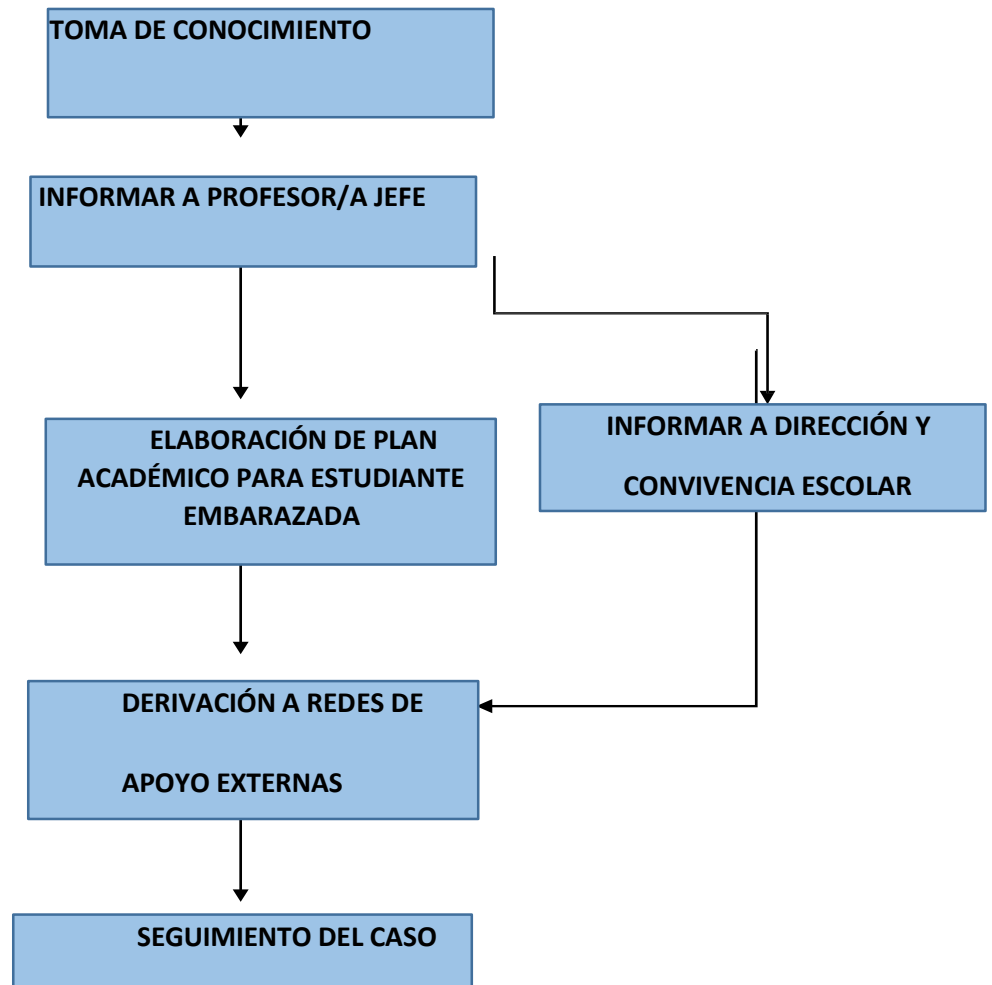 TOMA DE CONOCIMIENTO
INFORMAR A PROFESOR/A JEFE
ELABORACIÓN DE PLAN
ACADÉMICO PARA ESTUDIANTE
EMBARAZADA
INFORMAR A DIRECCIÓN Y
CONVIVENCIA ESCOLAR
DERIVACIÓN A REDES DE
APOYO EXTERNAS
SEGUIMIENTO DEL CASO